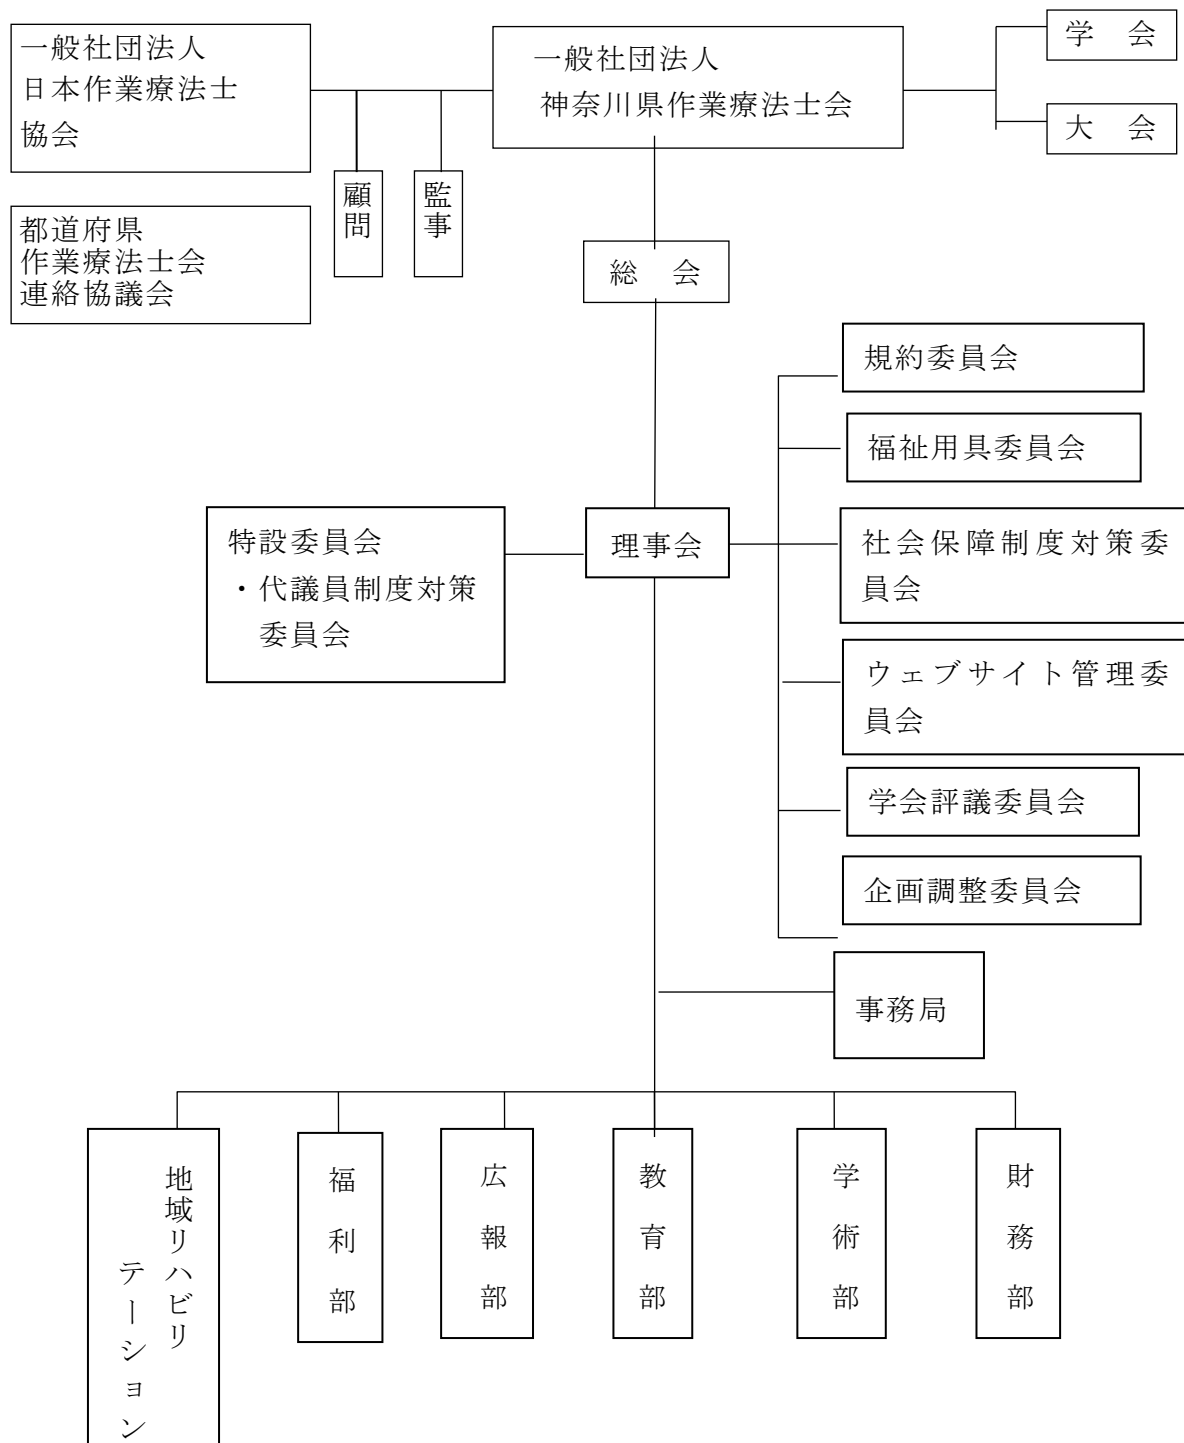 一般社団法人
日本作業療法士
協会
一般社団法人
神奈川県作業療法士会
学　会
大　会
顧問
監事
都道府県
作業療法士会
連絡協議会
総　会
規約委員会
福祉用具委員会
特設委員会
・代議員制度対策
委員会
理事会
社会保障制度対策委
員会
ウェブサイト管理委
員会
学会評議委員会
企画調整委員会
事務局
地域リハビリ
テーション
福利部
広報部
教育部
学術部
財務部